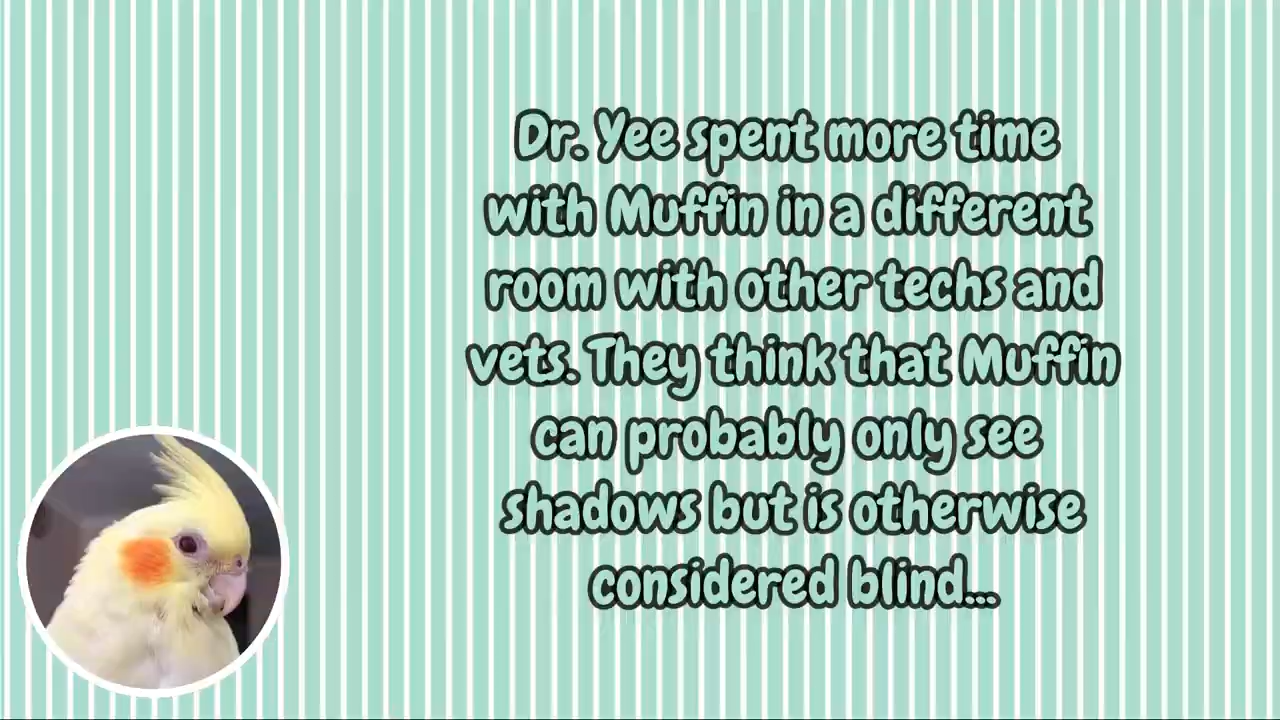 Dr. Yee spent more time
with Muffin in a different
room with other techs and
vets. They think that Muffin
can probably only see
shadows but is otherwise
considered blind...